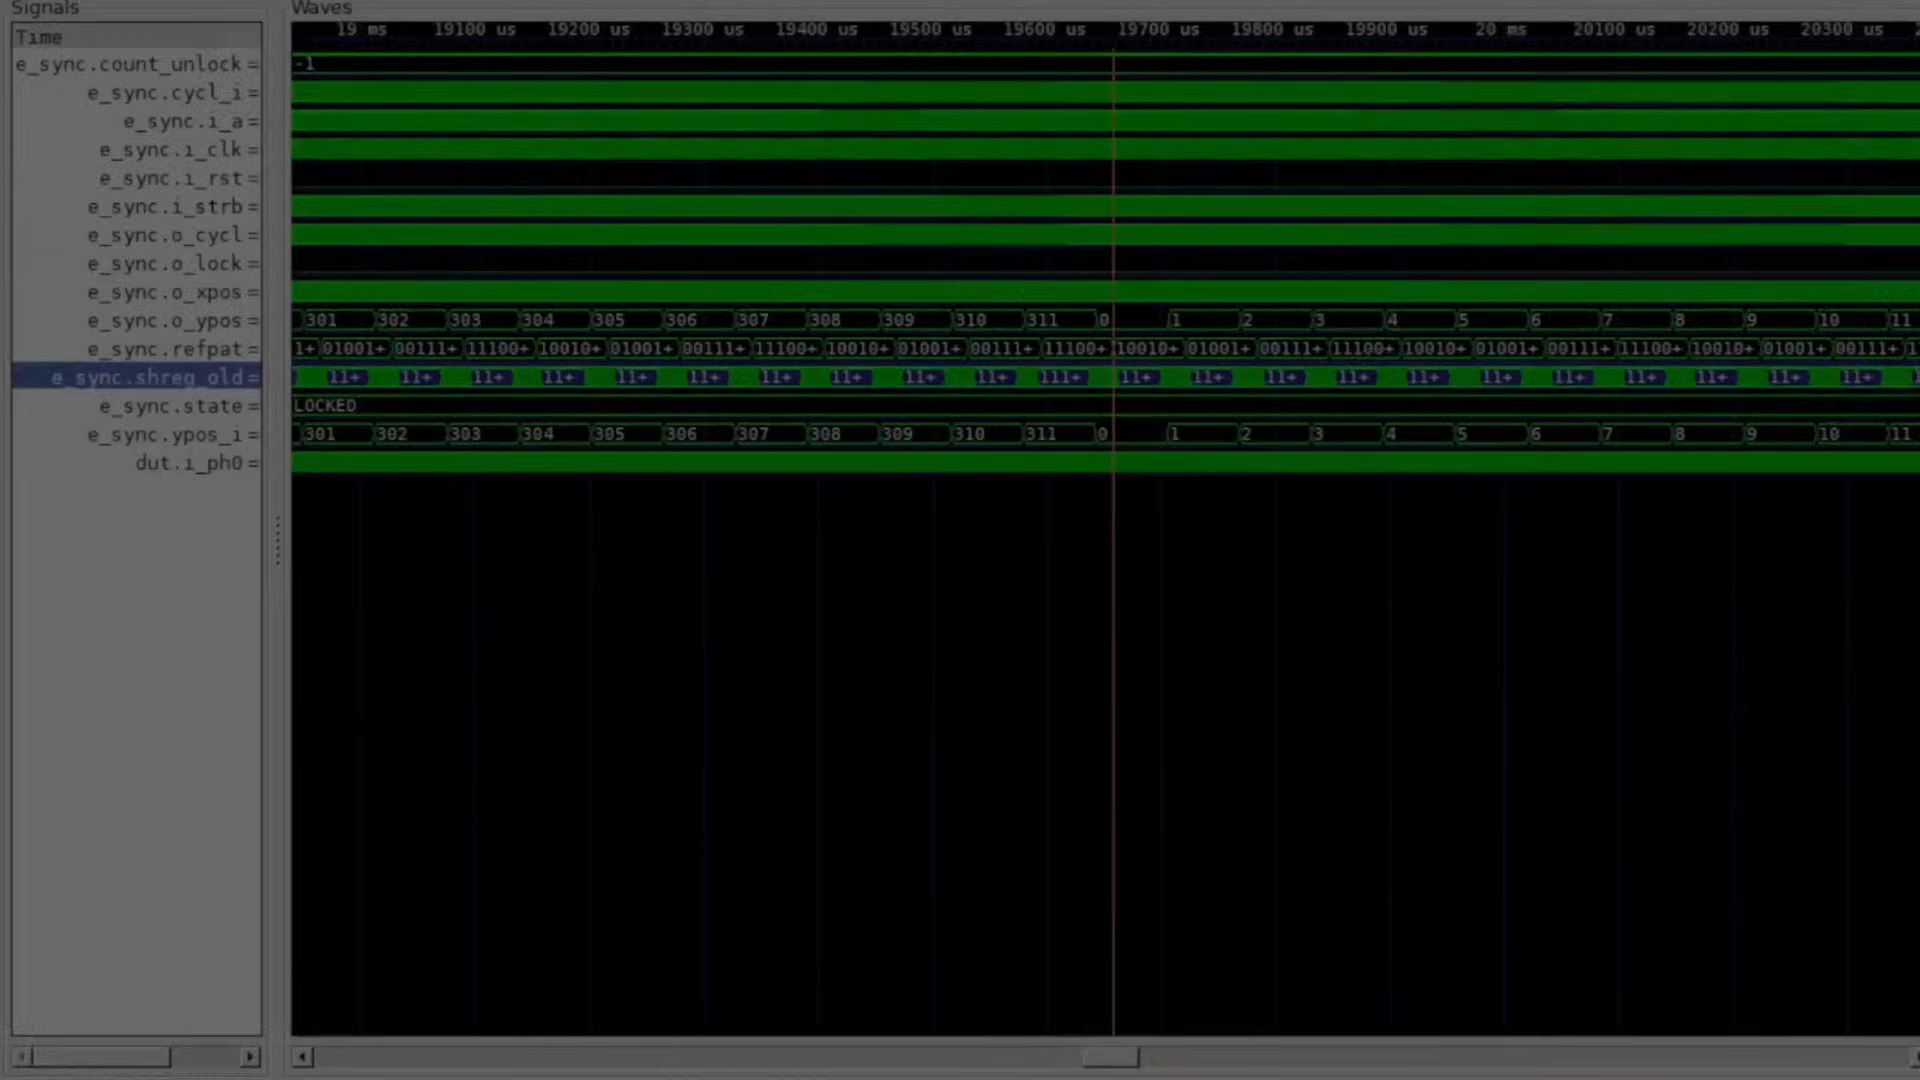 Signals
Waves
Time
19 ms 19100 us 19200 us 19300 us 19400 us 19500 us 19600 us 19700 us 19800 us 19900 us 20 ms 20100 us 20200 us 20300 us
e_sync.count_unlock = -1
e_sync.cycl_i =
e_sync.i_a =
e_sync.i_clk =
e_sync.i_rst =
e_sync.i_strb =
e_sync.o_cycl =
e_sync.o_lock =
e_sync.o_xpos =
e_sync.o_ypos = 301 302 303 304 305 306 307 308 309 310 311 0 1 2 3 4 5 6 7 8 9 10 11
e_sync.refpat = 1+ 01001+ 00111+ 11100+ 10010+ 01001+ 00111+ 11100+ 10010+ 01001+ 00111+ 11100+ 10010+ 01001+ 00111+ 11100+ 10010+ 01001+ 00111+ 11100+ 10010+ 01001+ 00111+ 1
e_sync.shreg_old = 11+ 11+ 11+ 11+ 11+ 11+ 11+ 11+ 11+ 11+ 111+ 11+ 11+ 11+ 11+ 11+ 11+ 11+ 11+ 11+ 11+ 11+
e_sync.state = LOCKED
e_sync.ypos_i = 301 302 303 304 305 306 307 308 309 310 311 0 1 2 3 4 5 6 7 8 9 10 11
dut.i_ph0 =